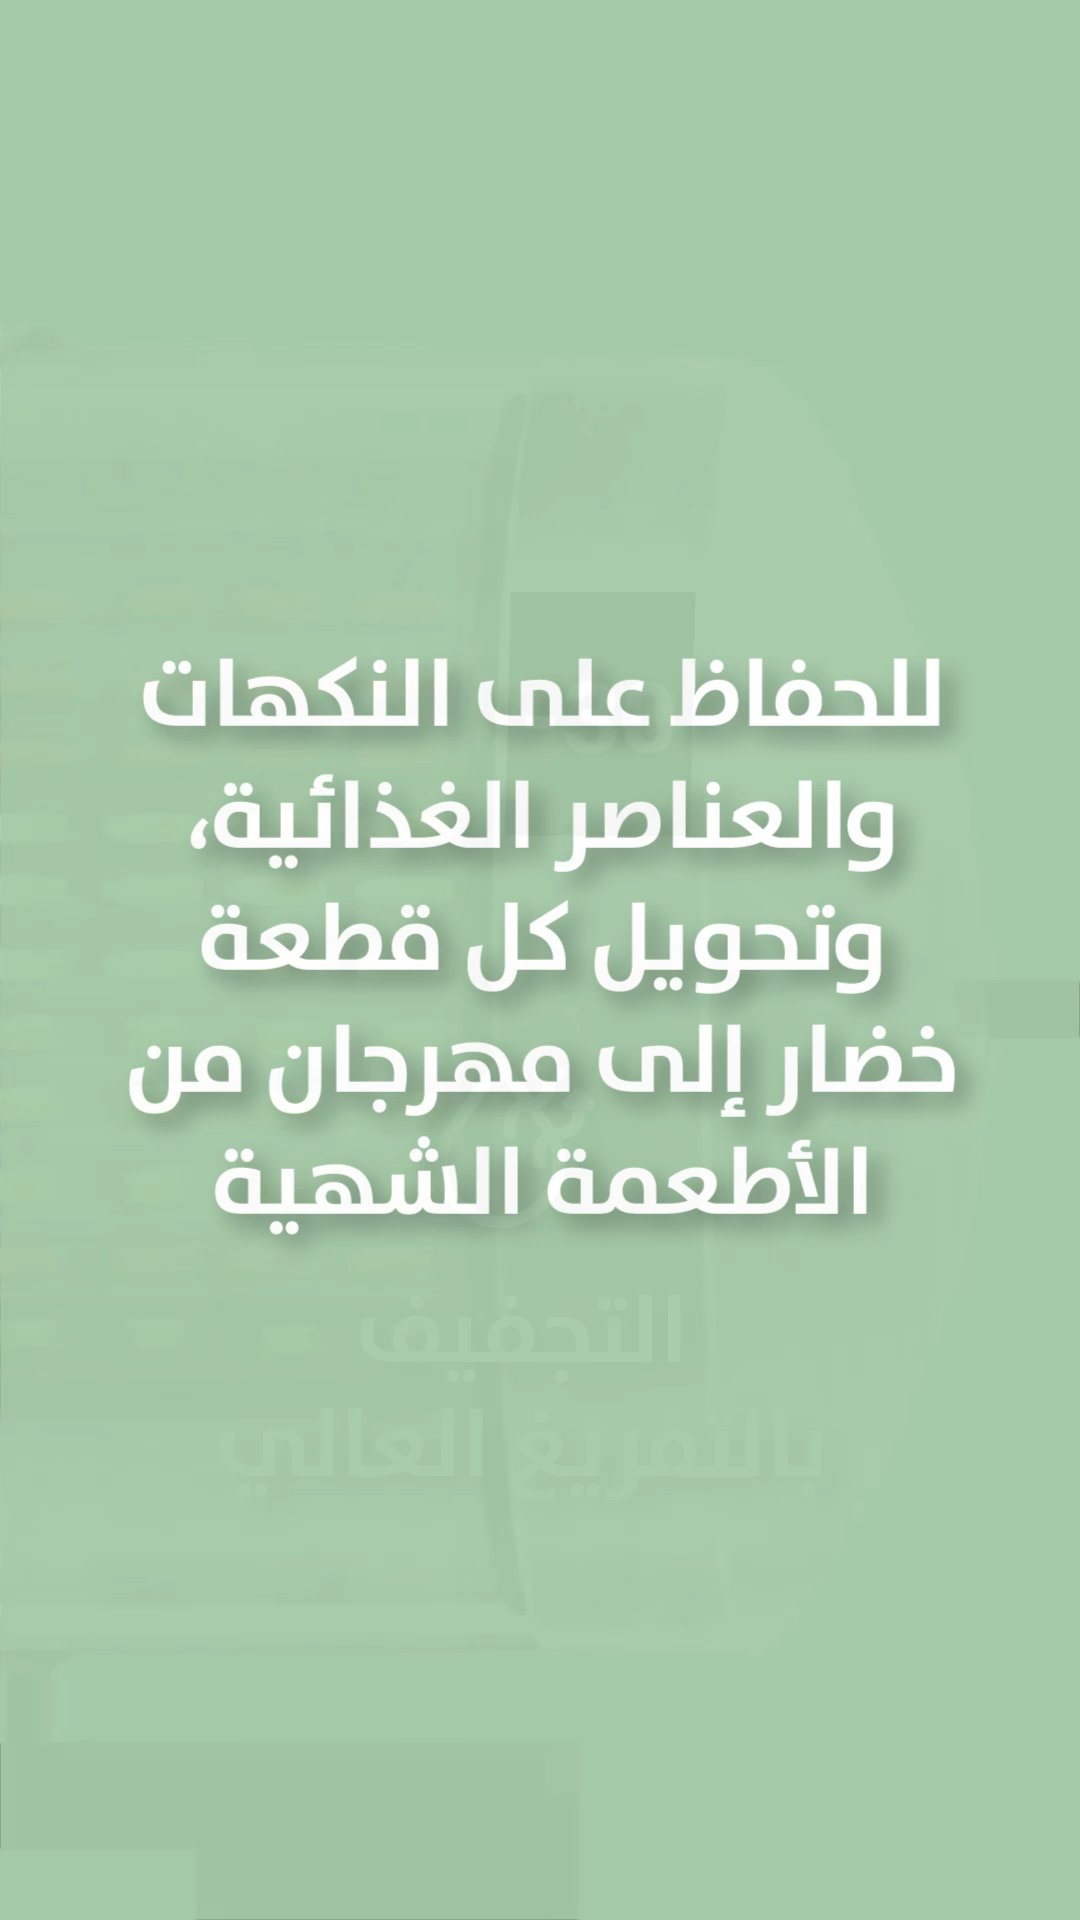 للحفاظ على النكهات
والعناصر الغذائية،
وتحويل كل قطعة
خضار إلى مهرجان من
الأطعمة الشهية
التجفيف
بالتفريغ العالي